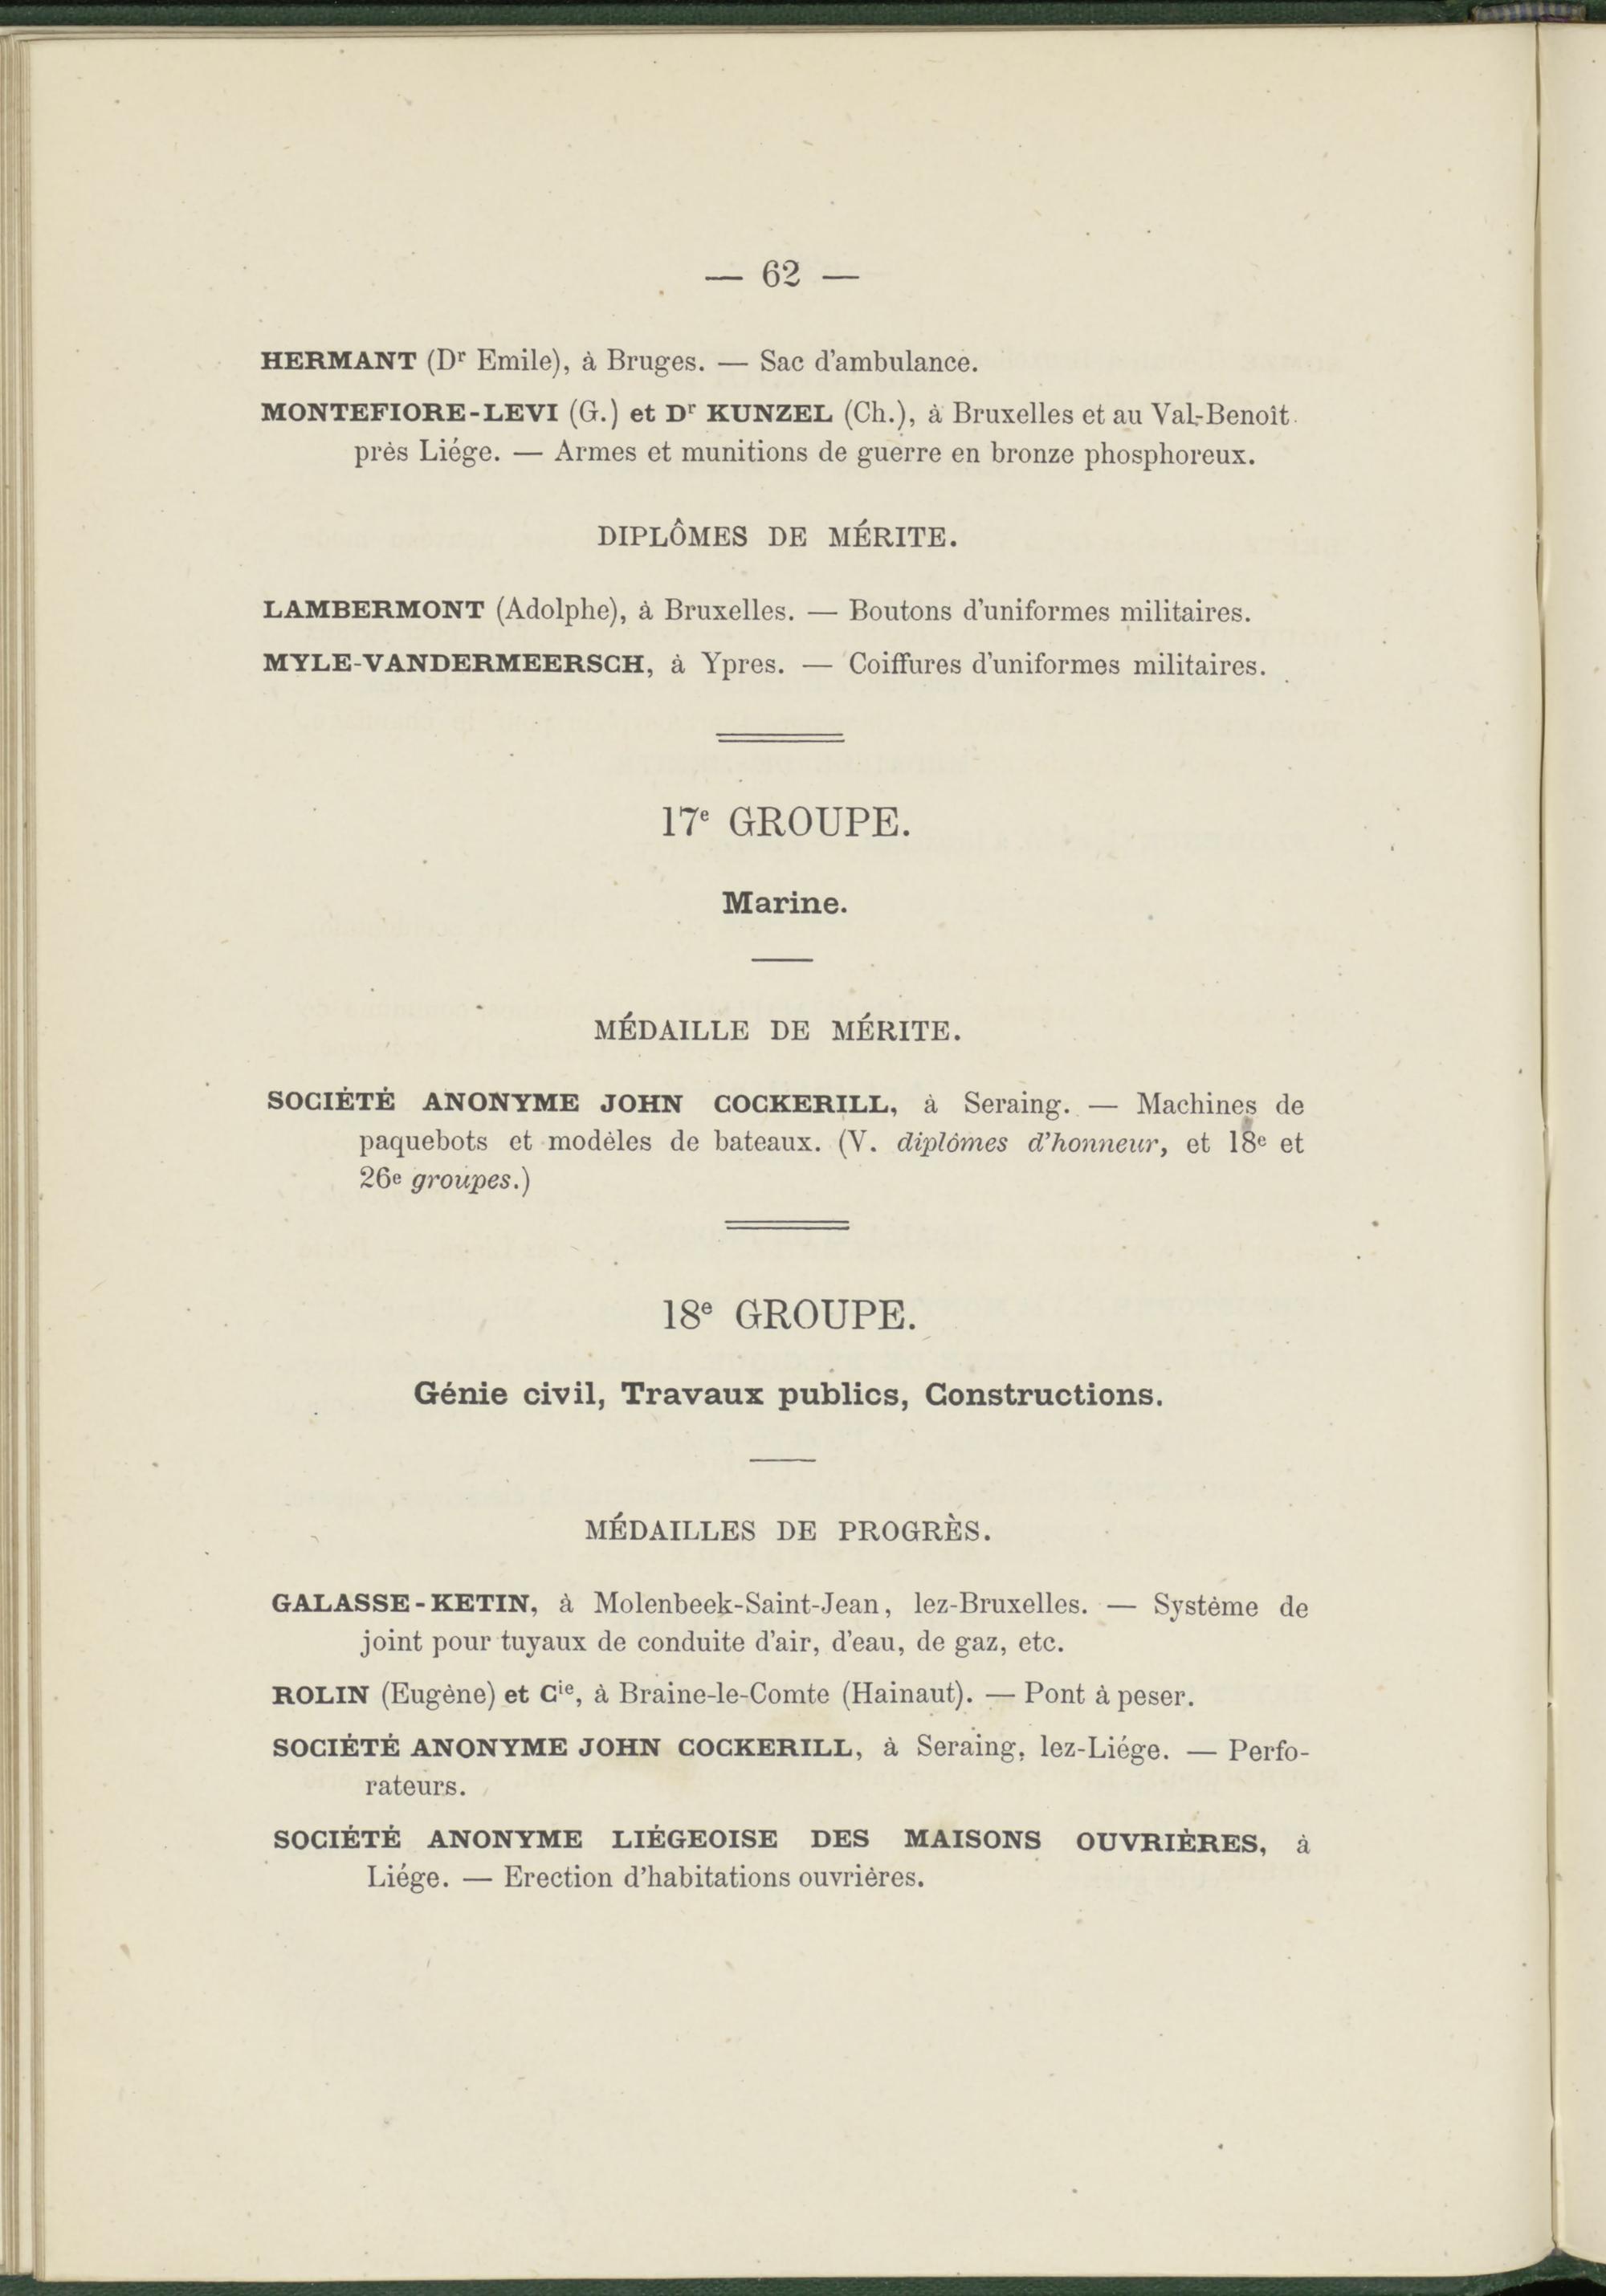 — 62 —
HERMANT (Dr Emile), à Bruges. — Sac d'ambulance.
MONTEFIORE-LEVI (G.) et Dr KUNZEL (Ch.), à Bruxelles et au Val-Benoît
près Liége. — Armes et munitions de guerre en bronze phosphoreux.
DIPLÔMES DE MÉRITE.
LAMBERMONT (Adolphe), à Bruxelles. — Boutons d'uniformes militaires.
MYLE-VANDERMEERSCH, à Ypres. — Coiffures d'uniformes militaires.
17e GROUPE.
Marine.
MÉDAILLE DE MÉRITE.
SOCIÉTÉ ANONYME JOHN COCKERILL, à Seraing. — Machines de
paquebots et modèles de bateaux. (V. diplômes d'honneur, et 18e et
26e groupes.)
18e GROUPE.
Génie civil, Travaux publics, Constructions.
MÉDAILLES DE PROGRÈS.
GALASSE-KETIN, à Molenbeek-Saint-Jean, lez-Bruxelles. — Système de
joint pour tuyaux de conduite d'air, d'eau, de gaz, etc.
ROLIN (Eugène) et Cie, à Braine-le-Comte (Hainaut). — Pont à peser.
SOCIÉTÉ ANONYME JOHN COCKERILL, à Seraing, lez-Liége. — Perfo-
rateurs.
SOCIÉTÉ ANONYME LIÉGEOISE DES MAISONS OUVRIÈRES, à
Liége. — Erection d'habitations ouvrières.